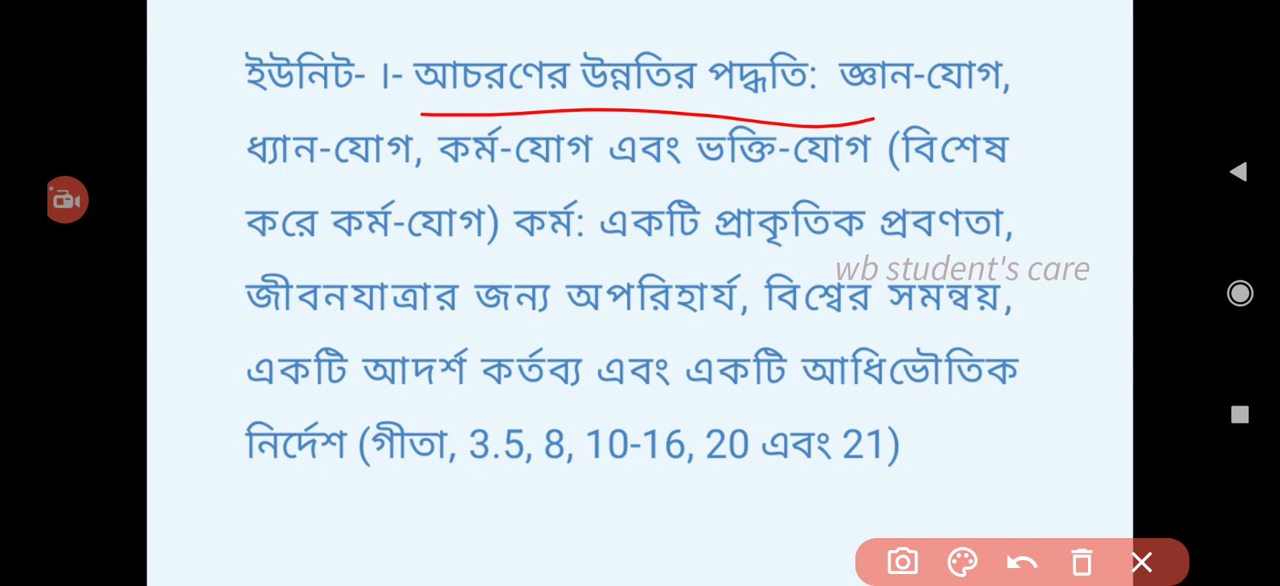 ইউনিট- ।- আচরণের উন্নতির পদ্ধতি: জ্ঞান-যোগ,
ধ্যান-যোগ, কর্ম-যোগ এবং ভক্তি-যোগ (বিশেষ
করে কর্ম-যোগ) কর্ম: একটি প্রাকৃতিক প্রবণতা,
wb student's care
জীবনযাত্রার জন্য অপরিহার্য, বিশ্বের সমন্বয়,
একটি আদর্শ কর্তব্য এবং একটি আধিভৌতিক
নির্দেশ (গীতা, 3.5, 8, 10-16, 20 এবং 21)